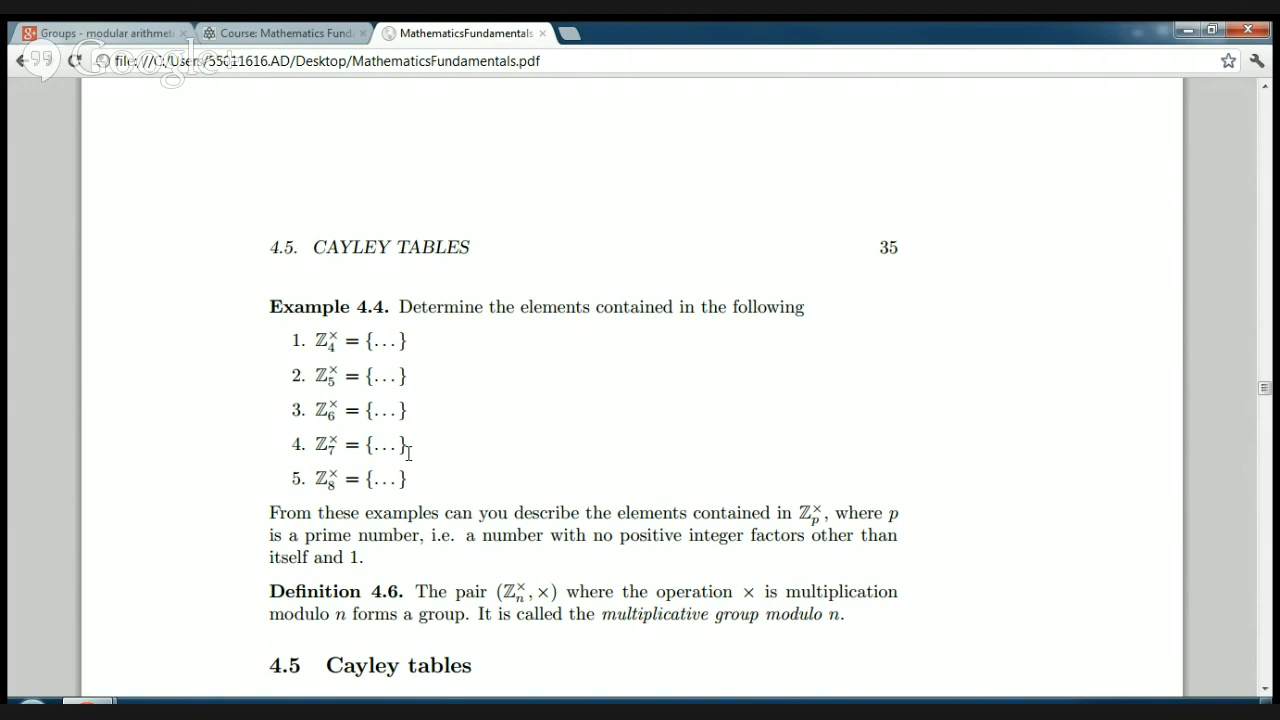 Groups - modular arithmet
Course: Mathematics Fund
MathematicsFundamentals
Google+
file:///C:/Users/55011616.AD/Desktop/MathematicsFundamentals.pdf
4.5. CAYLEY TABLES 35
Example 4.4. Determine the elements contained in the following
1. ℤ₄^× = {...}
2. ℤ₅^× = {...}
3. ℤ₆^× = {...}
4. ℤ₇^× = {...}
5. ℤ₈^× = {...}
From these examples can you describe the elements contained in ℤₚ^×, where p
is a prime number, i.e. a number with no positive integer factors other than
itself and 1.
Definition 4.6. The pair (ℤₙ^×, ×) where the operation × is multiplication
modulo n forms a group. It is called the multiplicative group modulo n.
4.5 Cayley tables